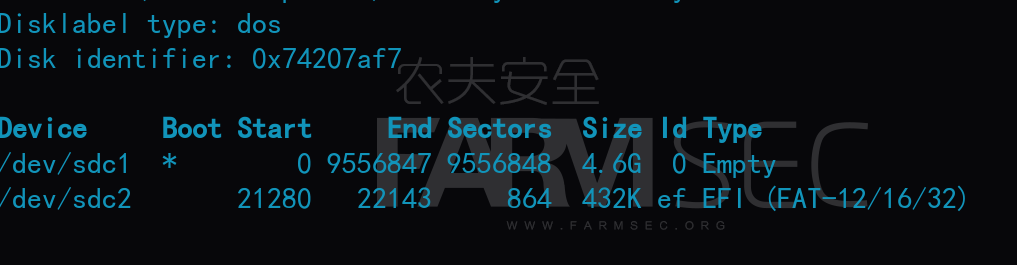 Disklabel type: dos
Disk identifier: 0x74207af7
农夫安全
Device Boot Start End Sectors Size Id Type
FARMSEC
/dev/sdc1 * 0 9556847 9556848 4.6G 0 Empty
/dev/sdc2 21280 22143 864 432K ef EFI (FAT-12/16/32)
WWW.FARMSEC.ORG